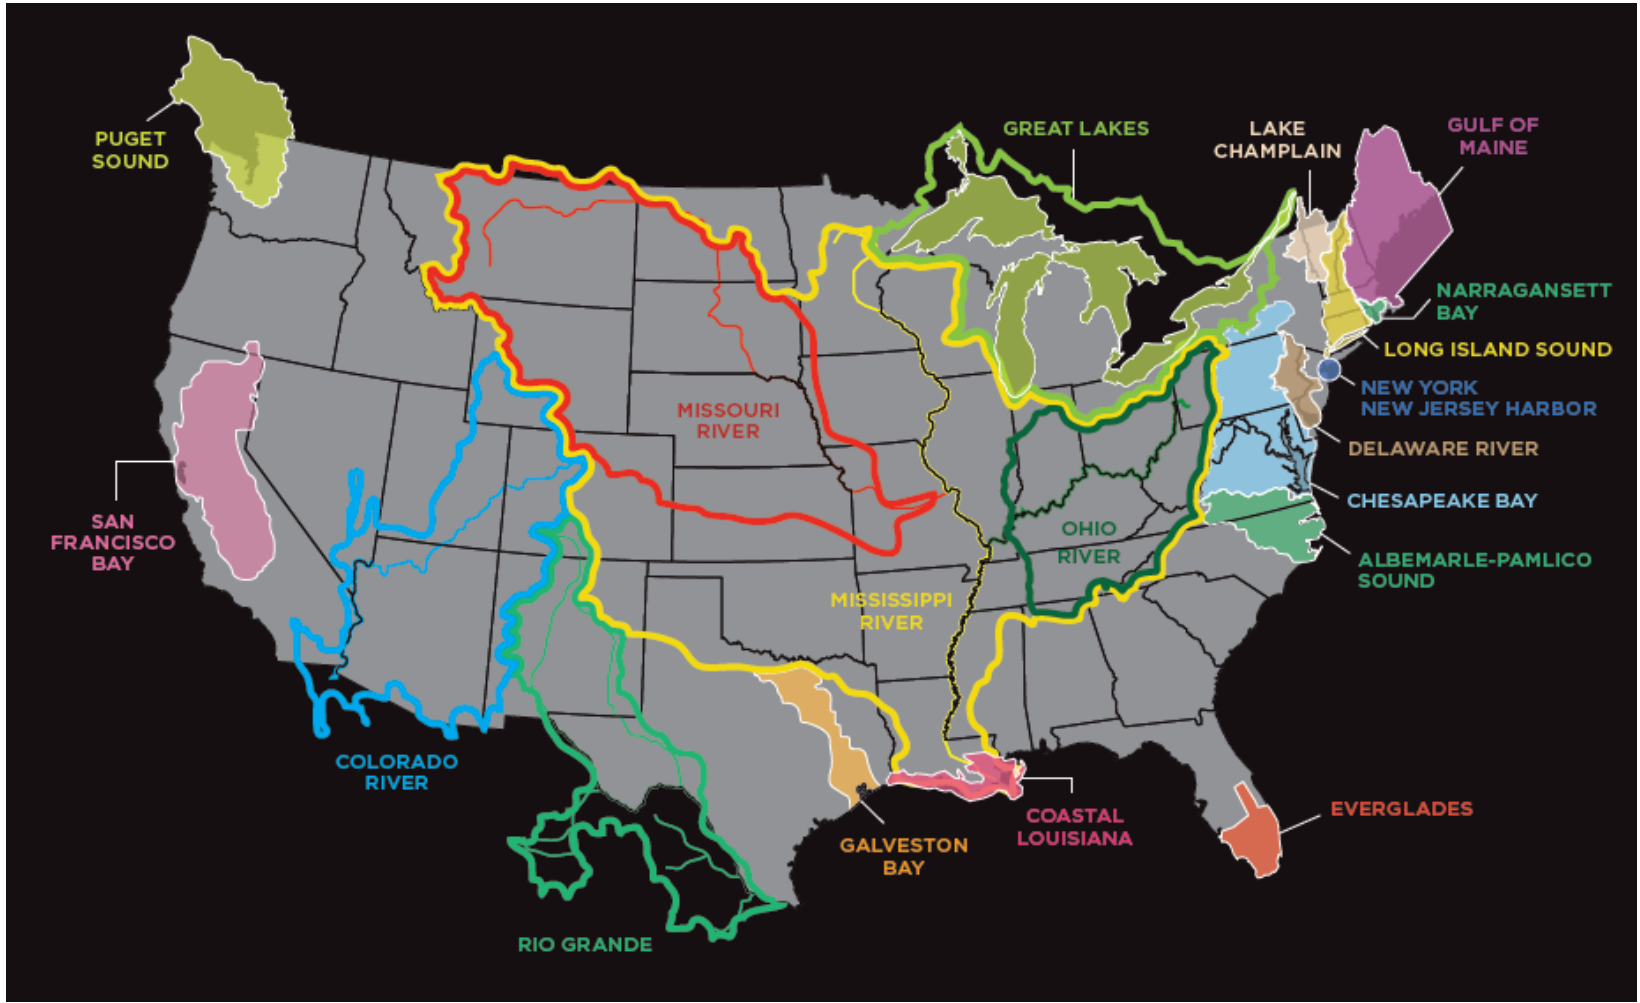 PUGET
SOUND
GREAT LAKES
LAKE
CHAMPLAIN
GULF OF
MAINE
NARRAGANSETT
BAY
LONG ISLAND SOUND
NEW YORK
NEW JERSEY HARBOR
DELAWARE RIVER
CHESAPEAKE BAY
ALBEMARLE-PAMLICO
SOUND
MISSOURI
RIVER
OHIO
RIVER
MISSISSIPPI
RIVER
SAN
FRANCISCO
BAY
COLORADO
RIVER
GALVESTON
BAY
COASTAL
LOUISIANA
EVERGLADES
RIO GRANDE